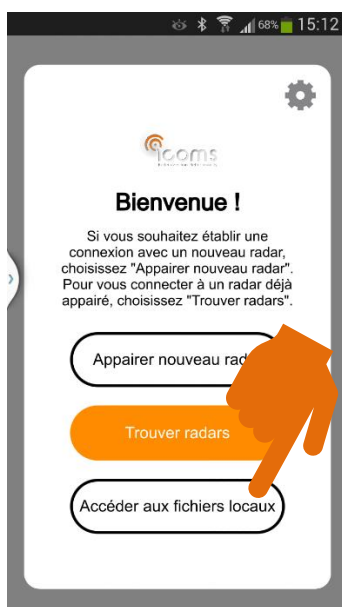 68% 15:12
icoms
Bienvenue !
Si vous souhaitez établir une
connexion avec un nouveau radar,
choisissez "Appairer nouveau radar".
Pour vous connecter à un radar déjà
appairé, choisissez "Trouver radars".
Appairer nouveau rad
Trouver radars
Accéder aux fichiers locaux